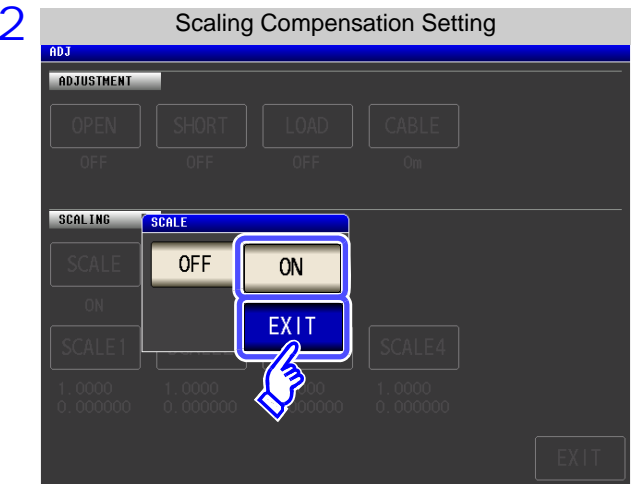 2
Scaling Compensation Setting
ADJ
ADJUSTMENT
OPEN SHORT LOAD CABLE
OFF OFF OFF 0m
SCALING
SCALE
SCALE OFF ON
ON
EXIT
SCALE1 SCALE4
1.0000 1.0000 1.0000
0.000000 0.000000 0.000000
EXIT